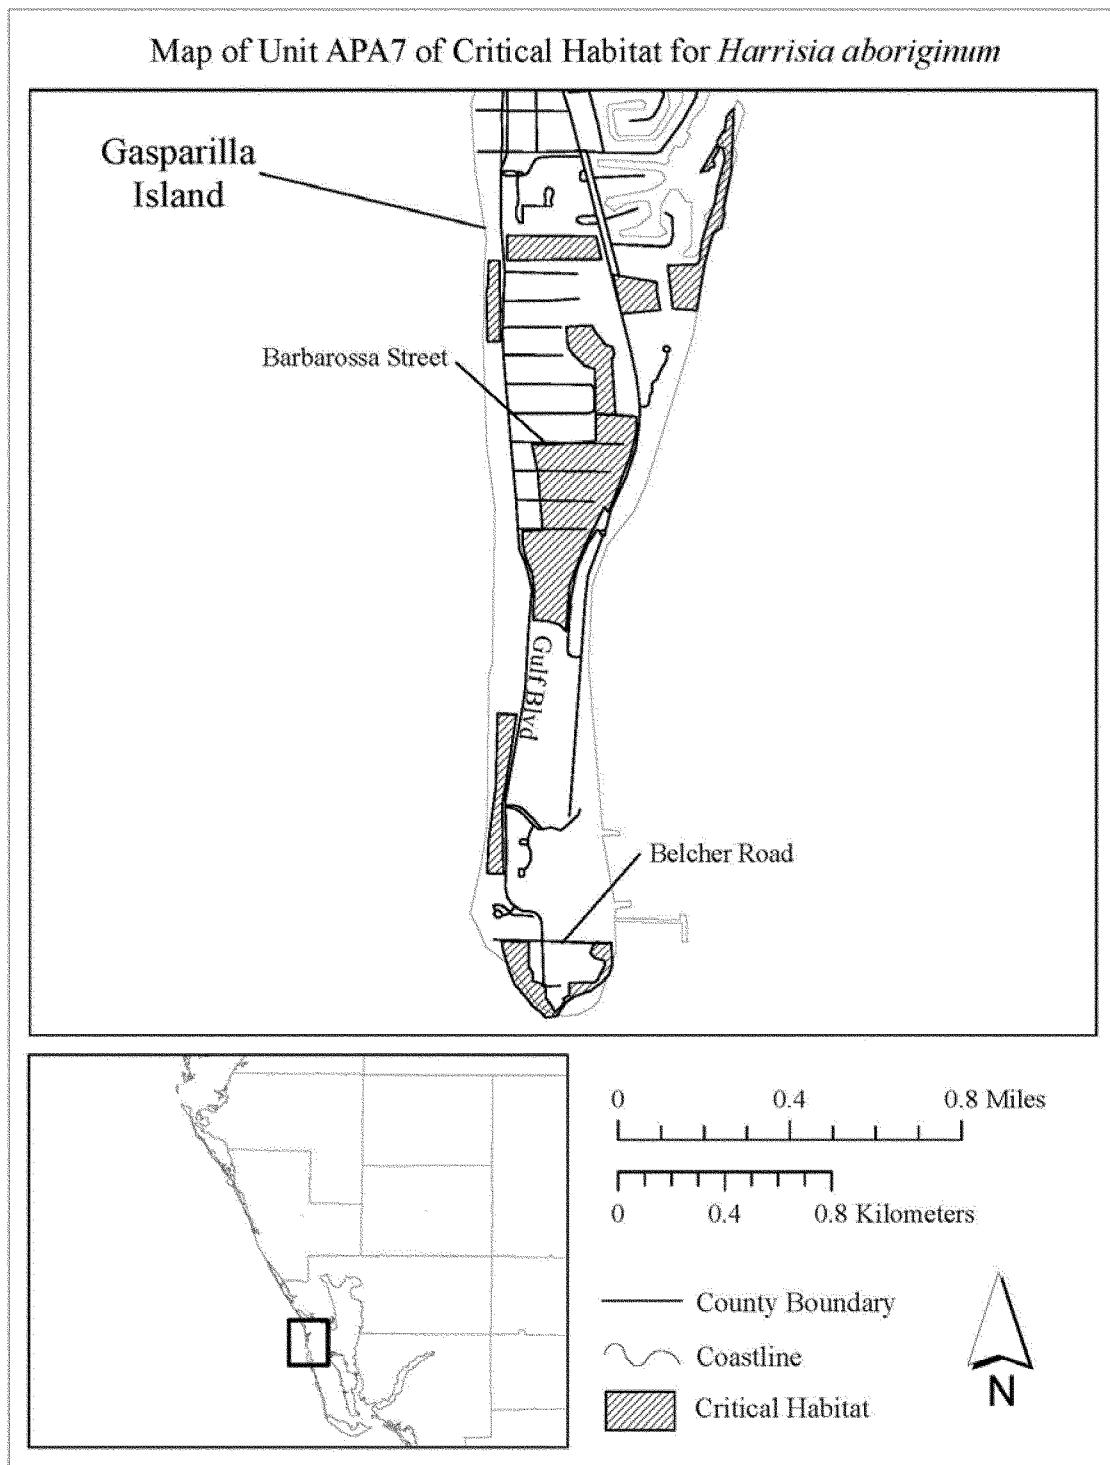 Map of Unit APA7 of Critical Habitat for Harrisia aboriginum
Gasparilla
Island
Barbarossa Street
Gulf Blvd
Belcher Road
0 0.4 0.8 Miles
0 0.4 0.8 Kilometers
County Boundary
Coastline
Critical Habitat
N